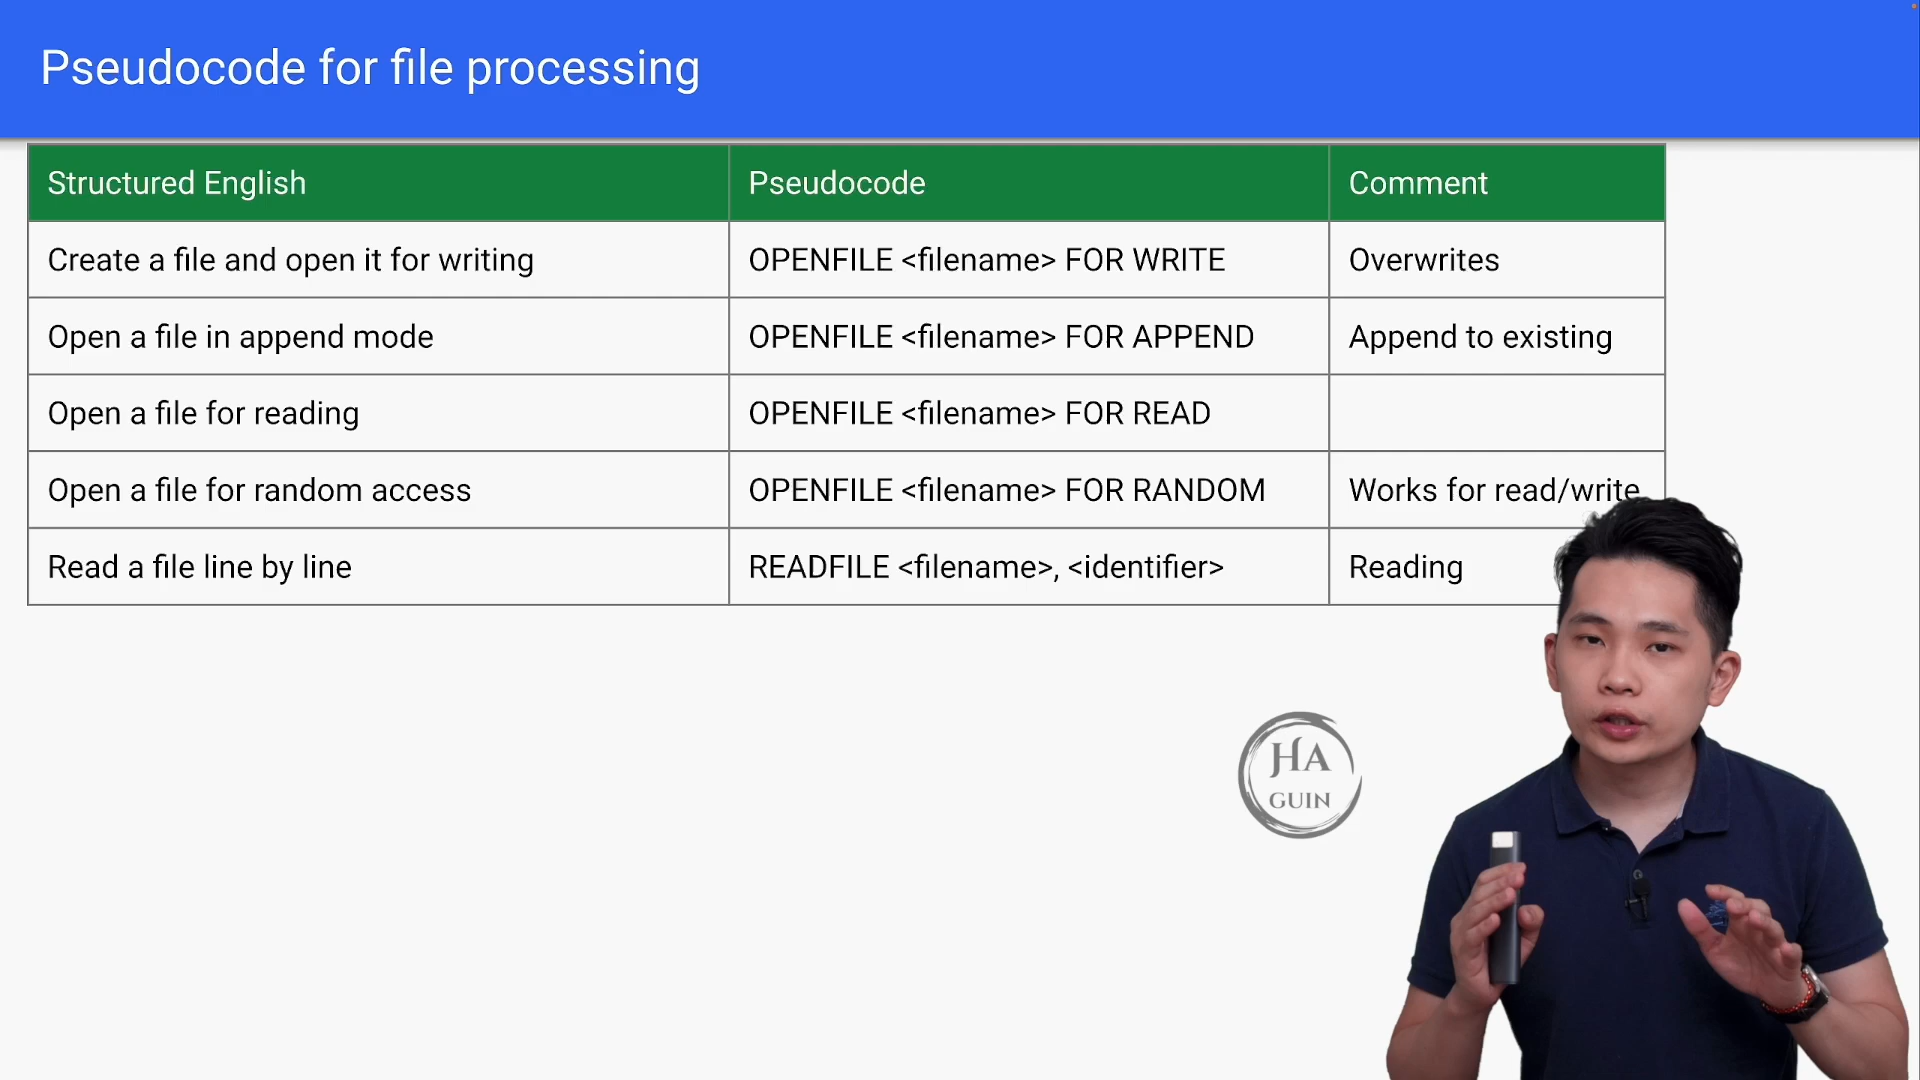 Pseudocode for file processing
Structured English Pseudocode Comment
Create a file and open it for writing OPENFILE <filename> FOR WRITE Overwrites
Open a file in append mode OPENFILE <filename> FOR APPEND Append to existing
Open a file for reading OPENFILE <filename> FOR READ
Open a file for random access OPENFILE <filename> FOR RANDOM Works for read/write
Read a file line by line READFILE <filename>, <identifier> Reading
HA
GUIN